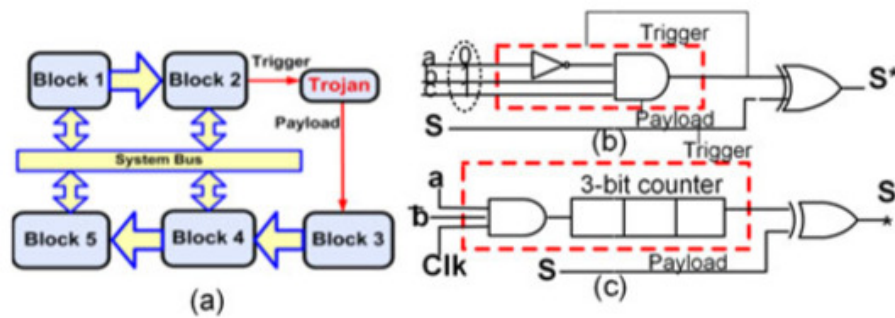 Block 1
Block 2
Trigger
Trojan
Payload
System Bus
Block 5
Block 4
Block 3
(a)
Trigger
a 0
b 1
c 1
S*
S
Payload
(b)
Trigger
a
3-bit counter
b
S
*
Clk
S
Payload
(c)